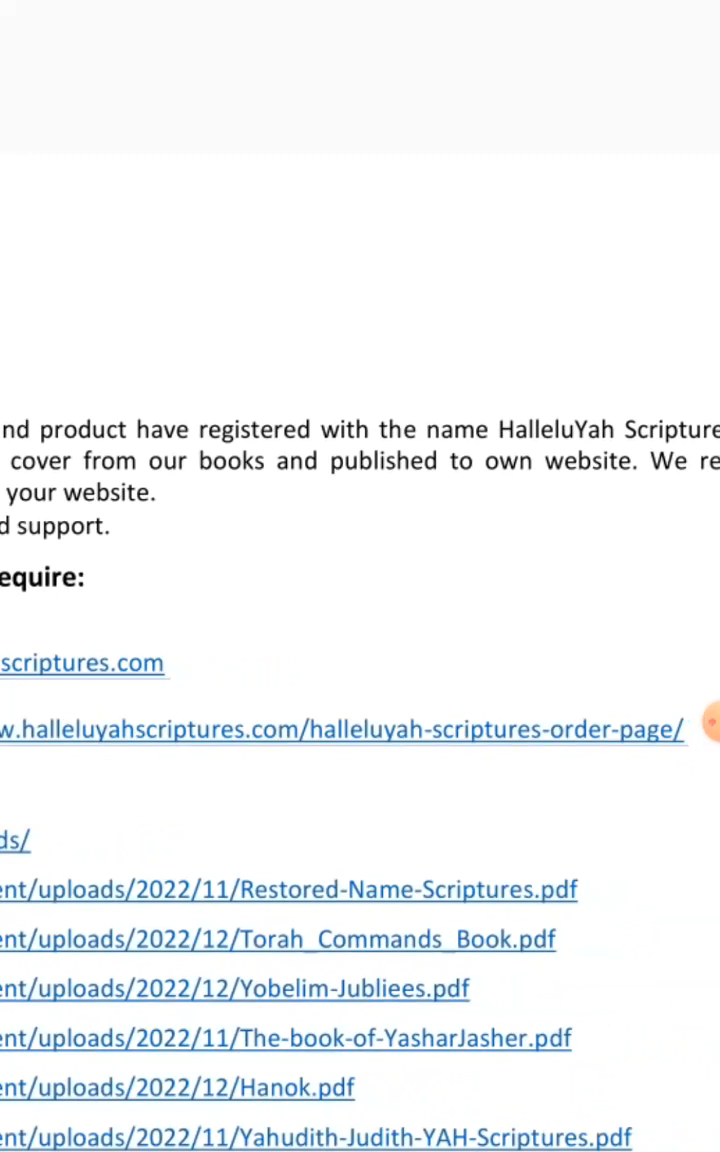 nd product have registered with the name HalleluYah Scripture
cover from our books and published to own website. We re
your website.
d support.
equire:
scriptures.com
w.halleluyahscriptures.com/halleluyah-scriptures-order-page/
ds/
ent/uploads/2022/11/Restored-Name-Scriptures.pdf
ent/uploads/2022/12/Torah_Commands_Book.pdf
ent/uploads/2022/12/Yobelim-Jubliees.pdf
ent/uploads/2022/11/The-book-of-YasharJasher.pdf
ent/uploads/2022/12/Hanok.pdf
ent/uploads/2022/11/Yahudith-Judith-YAH-Scriptures.pdf